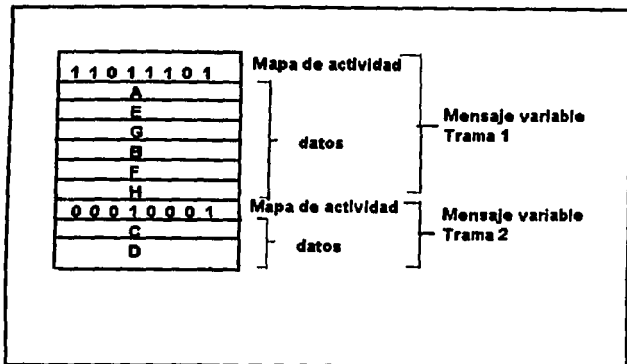 Mapa de actividad
1 1 0 1 1 1 0 1
A
E
G
B
F
H
datos
Mensaje variable
Trama 1
Mapa de actividad
0 0 0 1 0 0 0 1
C
D
datos
Mensaje variable
Trama 2